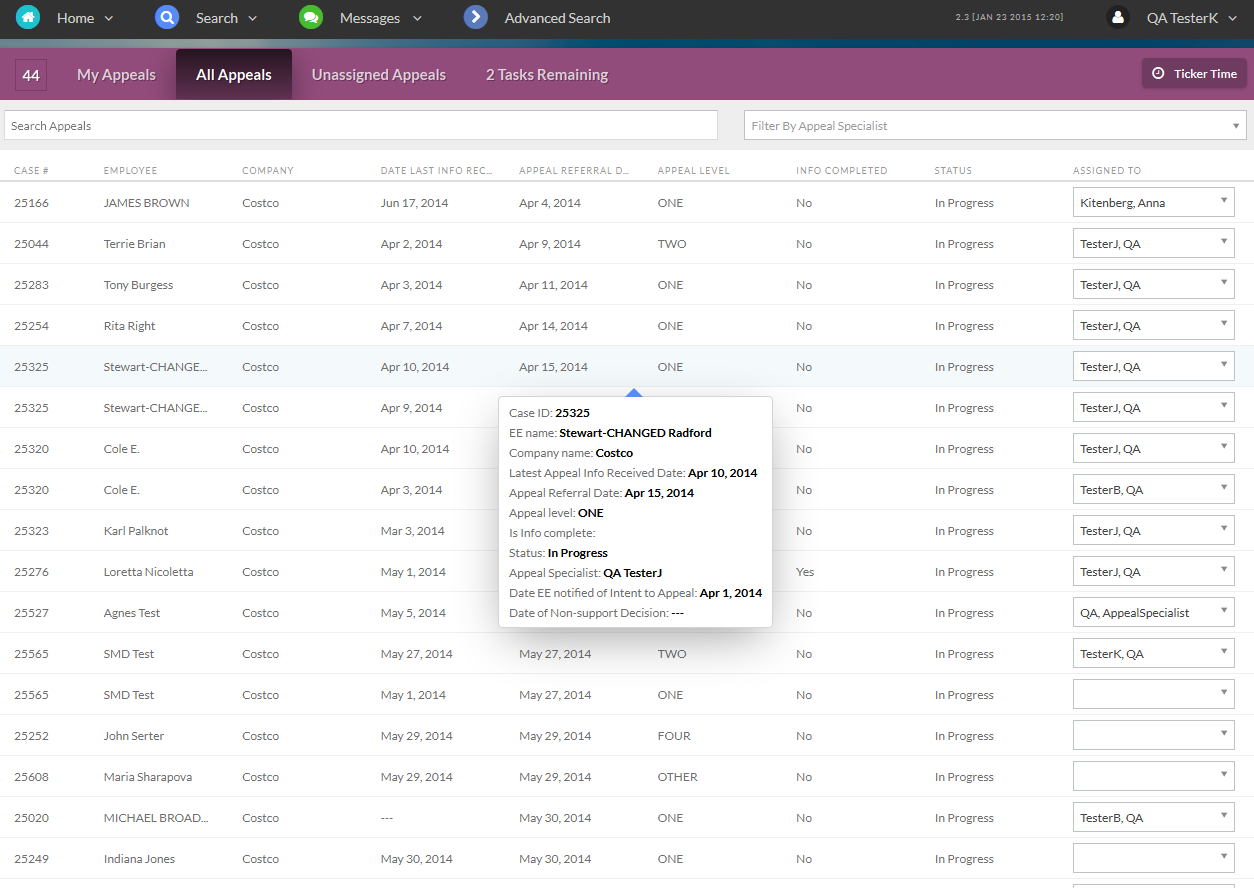 Home Search Messages Advanced Search 2.3 [JAN 23 2015 12:20] QA TesterK
44 My Appeals All Appeals Unassigned Appeals 2 Tasks Remaining Ticker Time
Search Appeals Filter By Appeal Specialist
CASE # EMPLOYEE COMPANY DATE LAST INFO REC... APPEAL REFERRAL D... APPEAL LEVEL INFO COMPLETED STATUS ASSIGNED TO
25166 JAMES BROWN Costco Jun 17, 2014 Apr 4, 2014 ONE No In Progress Kitenberg, Anna
25044 Terrie Brian Costco Apr 2, 2014 Apr 9, 2014 TWO No In Progress TesterJ, QA
25283 Tony Burgess Costco Apr 3, 2014 Apr 11, 2014 ONE No In Progress TesterJ, QA
25254 Rita Right Costco Apr 7, 2014 Apr 14, 2014 ONE No In Progress TesterJ, QA
25325 Stewart-CHANGE... Costco Apr 10, 2014 Apr 15, 2014 ONE No In Progress TesterJ, QA
25325 Stewart-CHANGE... Costco Apr 9, 2014 No In Progress TesterJ, QA
25320 Cole E. Costco Apr 10, 2014 No In Progress TesterJ, QA
25320 Cole E. Costco Apr 3, 2014 No In Progress TesterB, QA
25323 Karl Palknot Costco Mar 3, 2014 No In Progress TesterJ, QA
25276 Loretta Nicoletta Costco May 1, 2014 Yes In Progress TesterJ, QA
25527 Agnes Test Costco May 5, 2014 No In Progress QA, AppealSpecialist
Case ID: 25325
EE name: Stewart-CHANGED Radford
Company name: Costco
Latest Appeal Info Received Date: Apr 10, 2014
Appeal Referral Date: Apr 15, 2014
Appeal level: ONE
Is Info complete:
Status: In Progress
Appeal Specialist: QA TesterJ
Date EE notified of Intent to Appeal: Apr 1, 2014
Date of Non-support Decision: ---
25565 SMD Test Costco May 27, 2014 May 27, 2014 TWO No In Progress TesterK, QA
25565 SMD Test Costco May 1, 2014 May 27, 2014 ONE No In Progress
25252 John Serter Costco May 29, 2014 May 29, 2014 FOUR No In Progress
25608 Maria Sharapova Costco May 29, 2014 May 29, 2014 OTHER No In Progress
25020 MICHAEL BROAD... Costco --- May 30, 2014 ONE No In Progress TesterB, QA
25249 Indiana Jones Costco May 30, 2014 May 30, 2014 ONE No In Progress